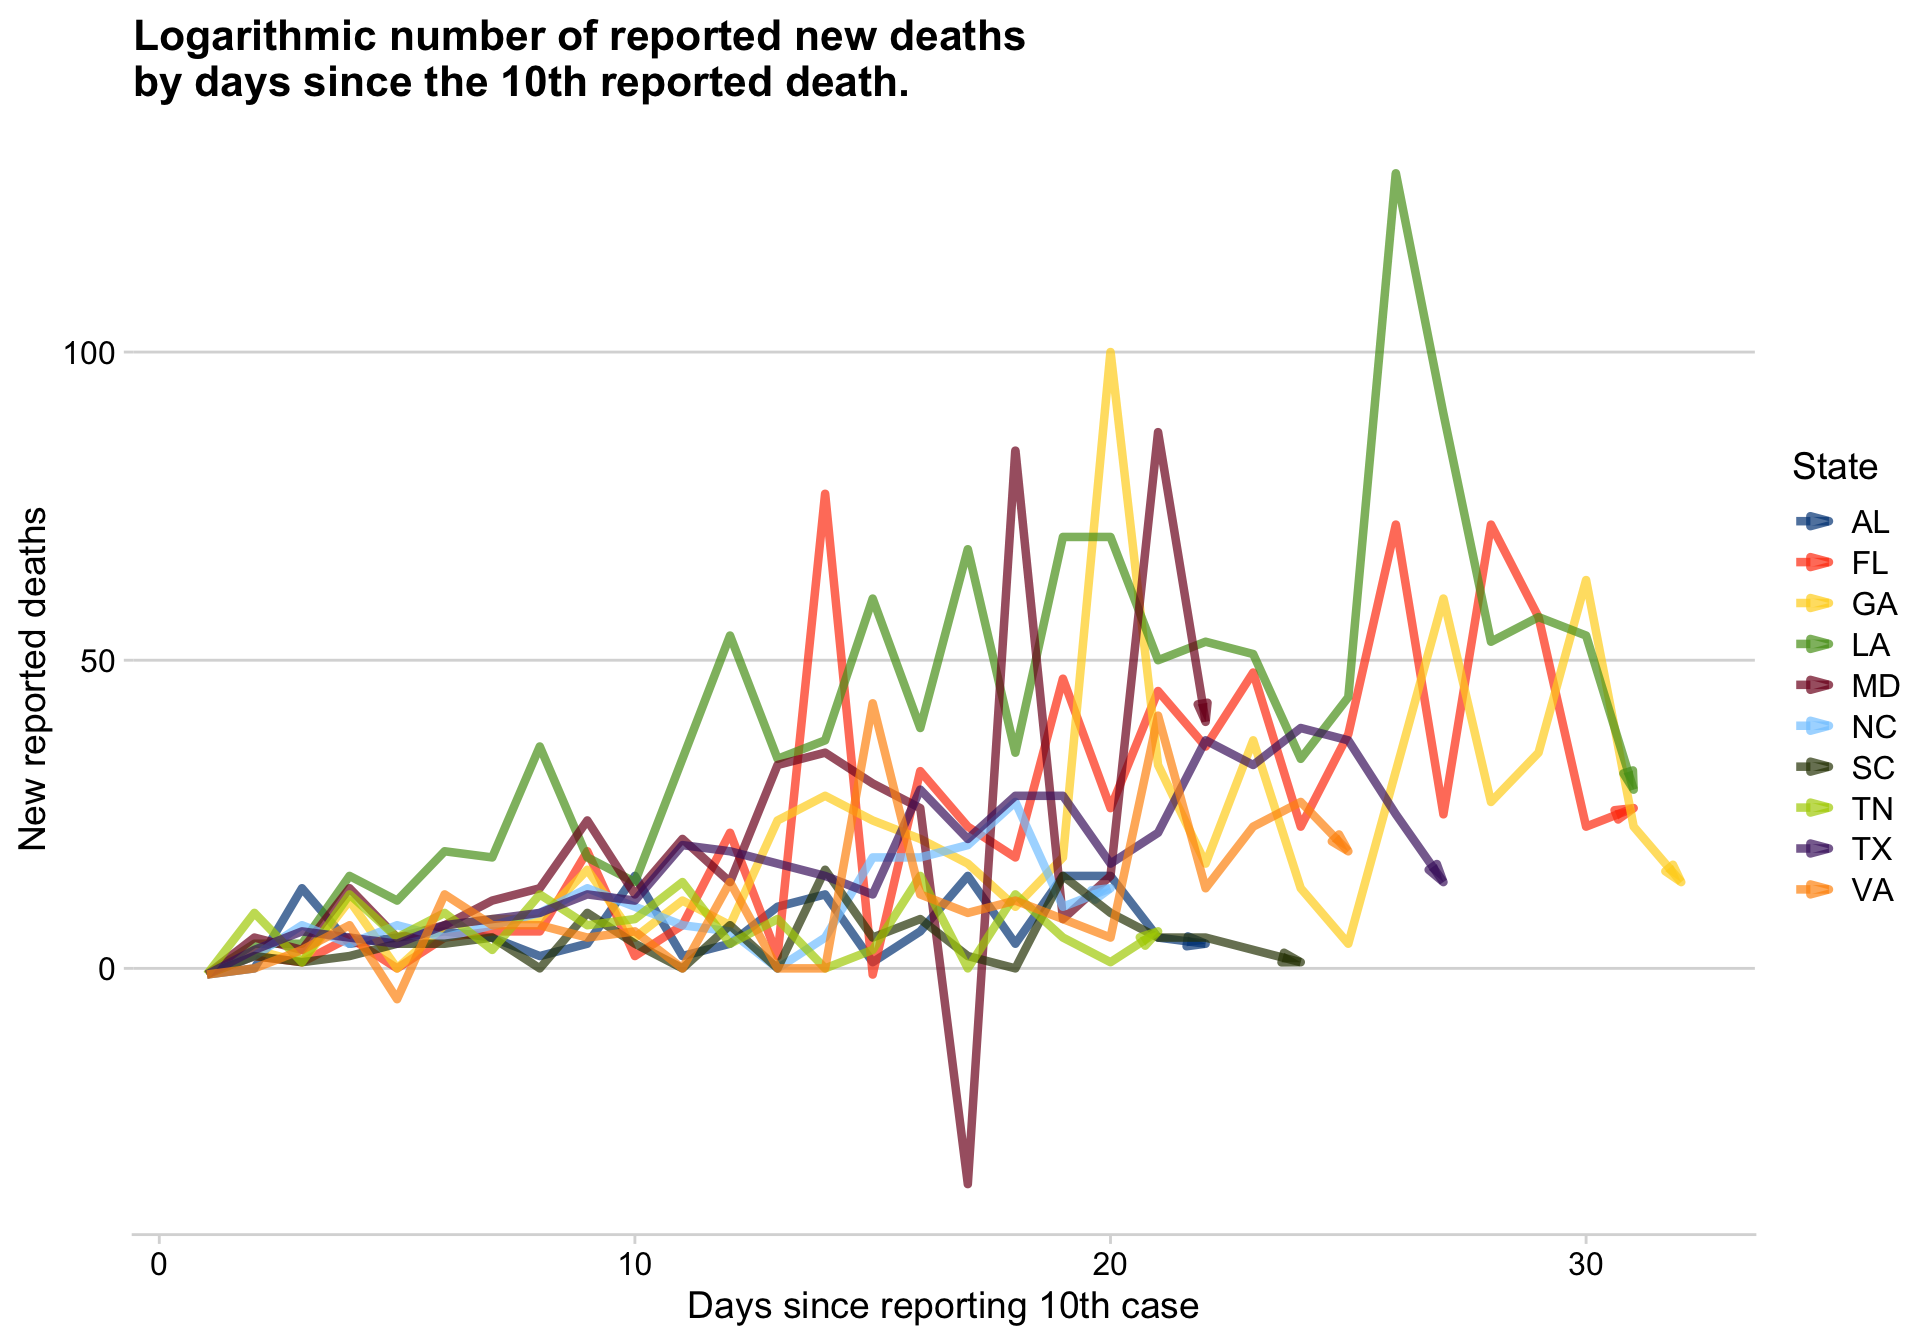 Logarithmic number of reported new deaths
by days since the 10th reported death.
New reported deaths
100
50
0
0
10
20
30
Days since reporting 10th case
State
AL
FL
GA
LA
MD
NC
SC
TN
TX
VA